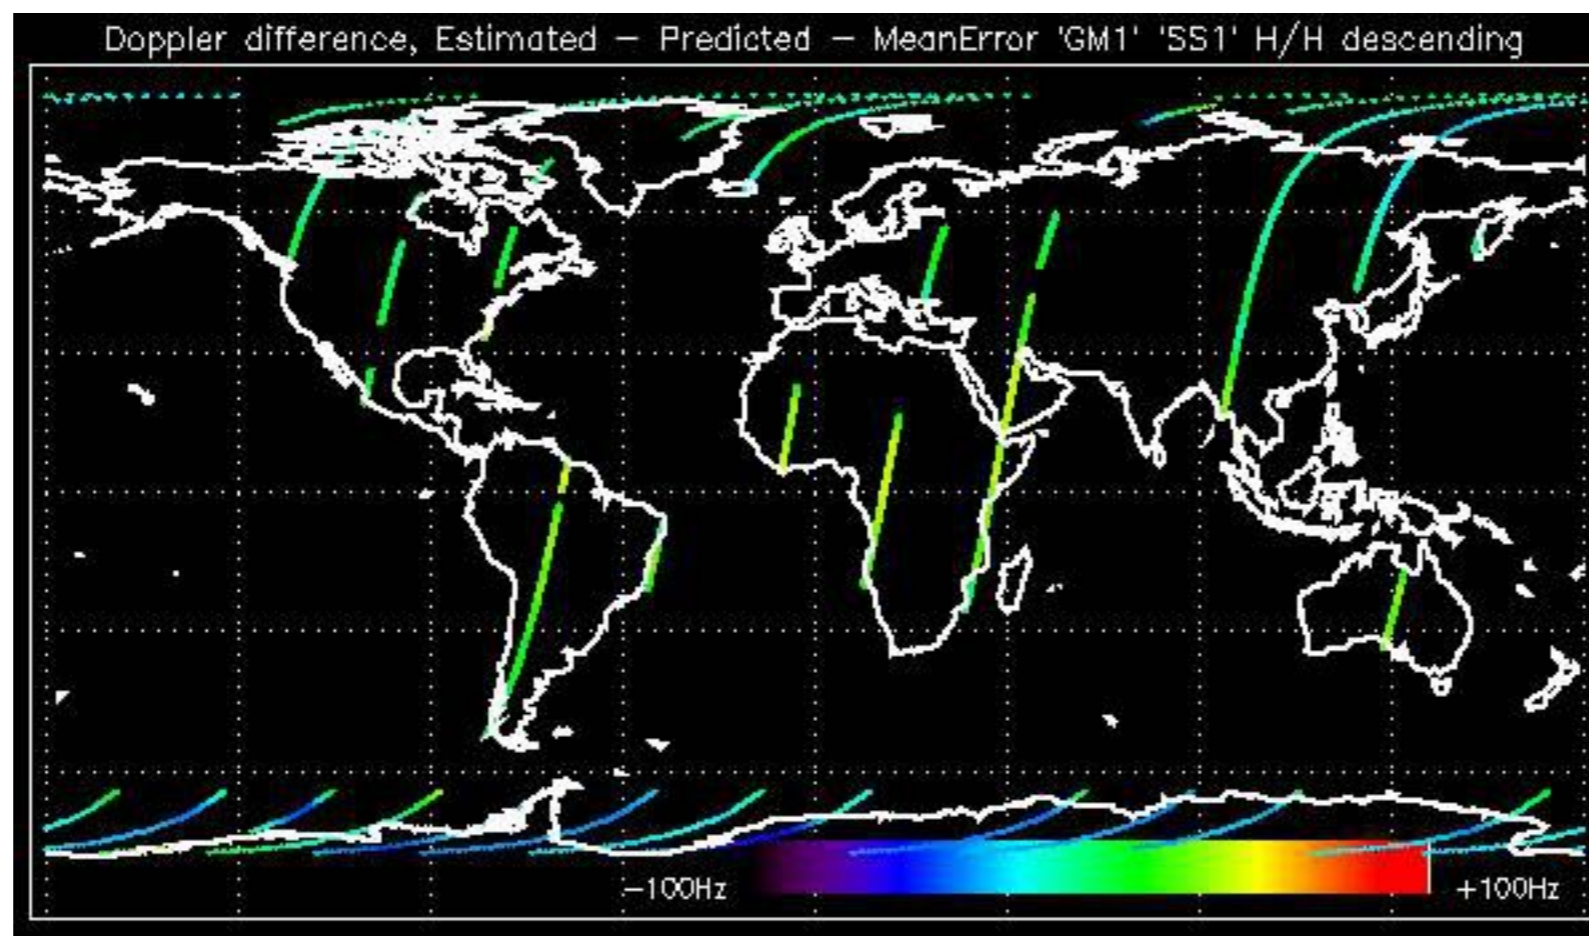 Doppler difference, Estimated – Predicted – MeanError 'GM1' 'SS1' H/H descending
–100Hz
+100Hz